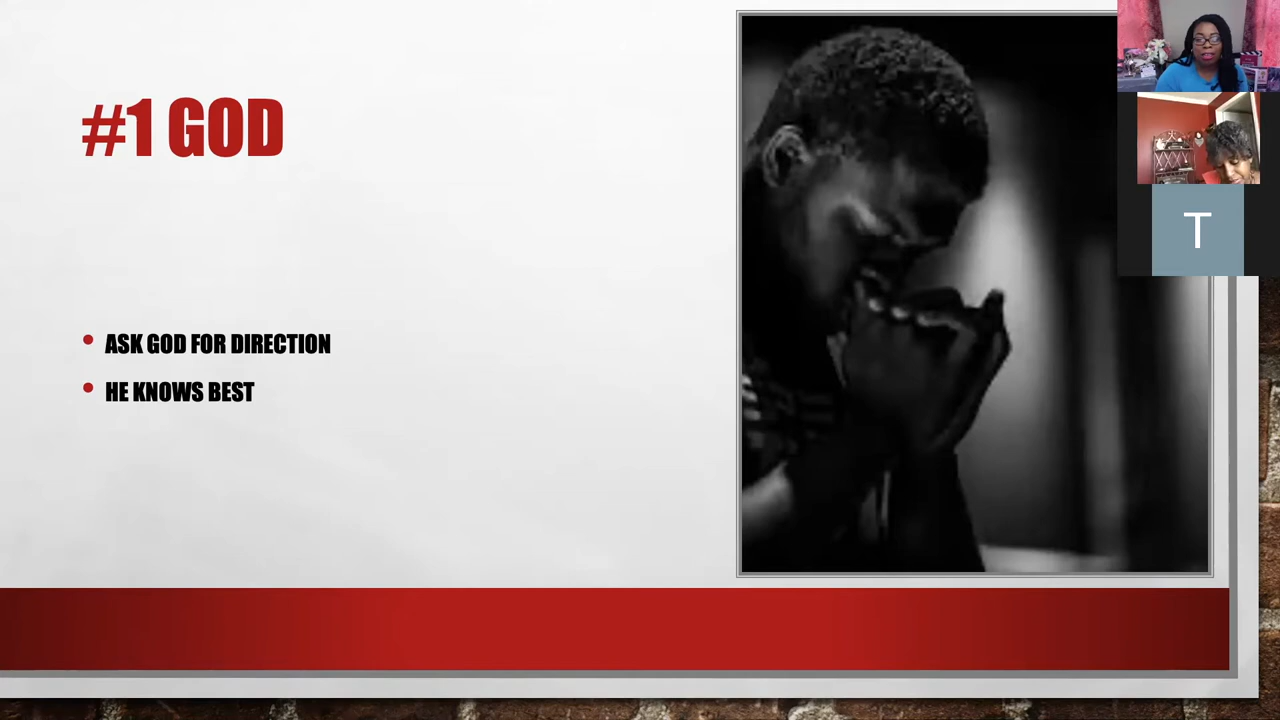 #1 GOD
ASK GOD FOR DIRECTION
HE KNOWS BEST
T